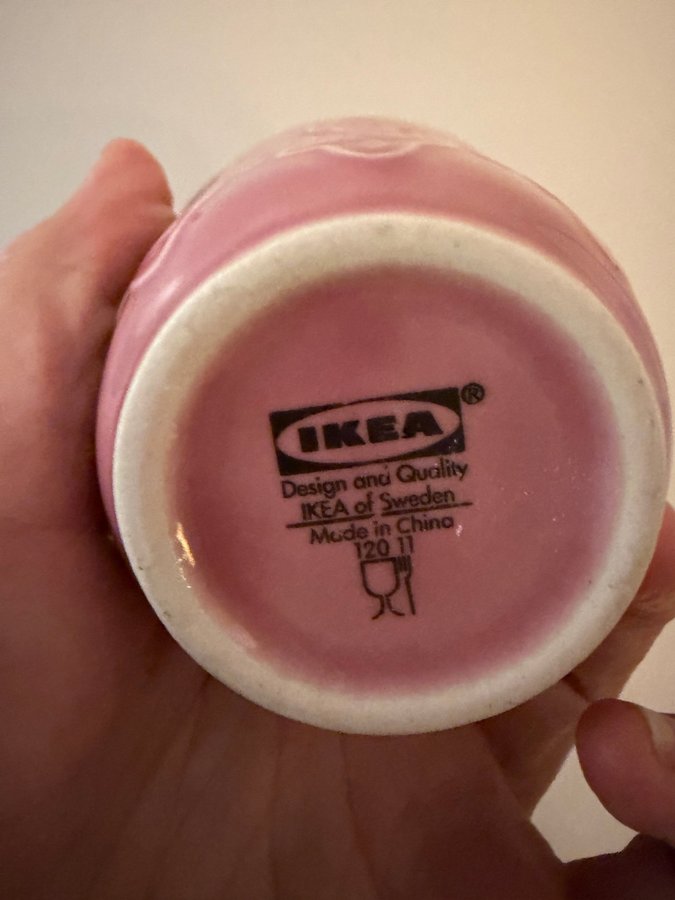 IKEA®
Design and Quality
IKEA of Sweden
Made in China
120 11